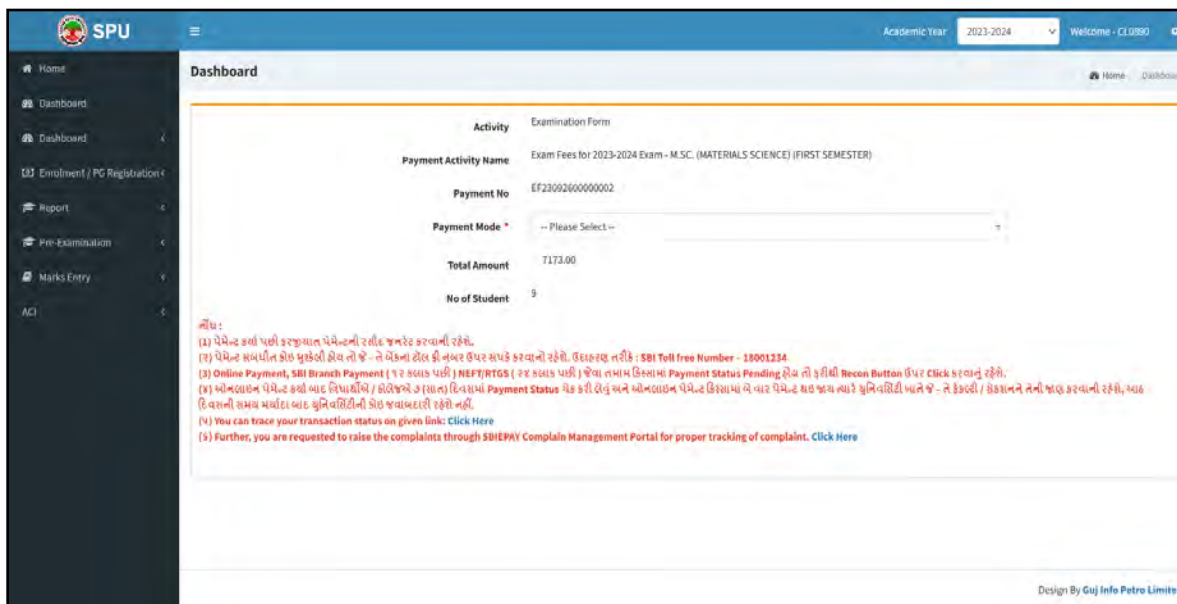 SPU
Academic Year 2023-2024 Welcome - CL0890
Home
Dashboard
Dashboard
Enrolment / PG Registration
Report
Pre-Examination
Marks Entry
ACI
Dashboard
Home Dashboar
Activity Examination Form
Payment Activity Name Exam Fees for 2023-2024 Exam - M.SC. (MATERIALS SCIENCE) (FIRST SEMESTER)
Payment No EF23092600000002
Payment Mode * -- Please Select --
Total Amount 7173.00
No of Student 9
નોંધ :
(1) પેમેન્ટ કર્યા પછી ફરજીયાત પેમેન્ટની રસીદ જનરેટ કરવાની રહેશે.
(૨) પેમેન્ટ સબંધીત કોઇ મુશ્કેલી હોય તો જે - તે બેંકના ટોલ ફ્રી નંબર ઉપર સંપર્ક કરવાનો રહેશે. ઉદાહરણ તરીકે : SBI Toll free Number - 18001234
(3) Online Payment, SBI Branch Payment ( ૧૨ કલાક પછી ) NEFT/RTGS ( ૨૪ કલાક પછી ) જેવા તમામ કિસ્સામાં Payment Status Pending હોય તો ફરીથી Recon Button ઉપર Click કરવાનું રહેશે.
(૪) ઓનલાઇન પેમેન્ટ કર્યા બાદ વિધાર્થીએ / કોલેજએ ૭ (સાત) દિવસમાં Payment Status ચેક કરી લેવું અને ઓનલાઇન પેમેન્ટ કિસ્સામાં બે વાર પેમેન્ટ થઇ જાય ત્યારે યુનિવર્સિટી ખાતે જે - તે ફેકલ્ટી / સેકશનને તેની જાણ કરવાની રહેશે, આઠ
દિવસની સમય મર્યાદા બાદ યુનિવર્સિટીની કોઇ જવાબદારી રહેશે નહીં.
(૫) You can trace your transaction status on given link: Click Here
(૬) Further, you are requested to raise the complaints through SBIEPAY Complain Management Portal for proper tracking of complaint. Click Here
Design By Guj Info Petro Limite